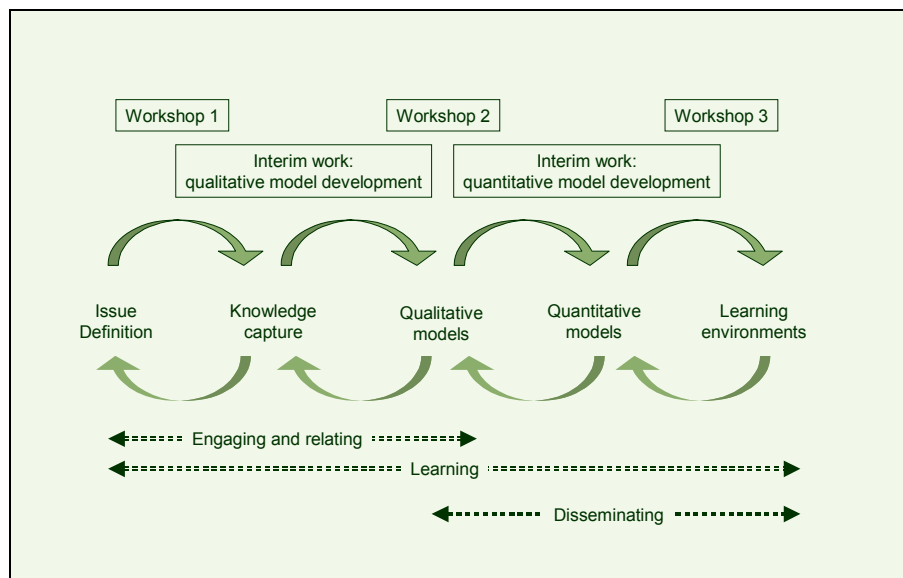 Workshop 1
Workshop 2
Workshop 3
Interim work:
qualitative model development
Interim work:
quantitative model development
Issue
Definition
Knowledge
capture
Qualitative
models
Quantitative
models
Learning
environments
Engaging and relating
Learning
Disseminating